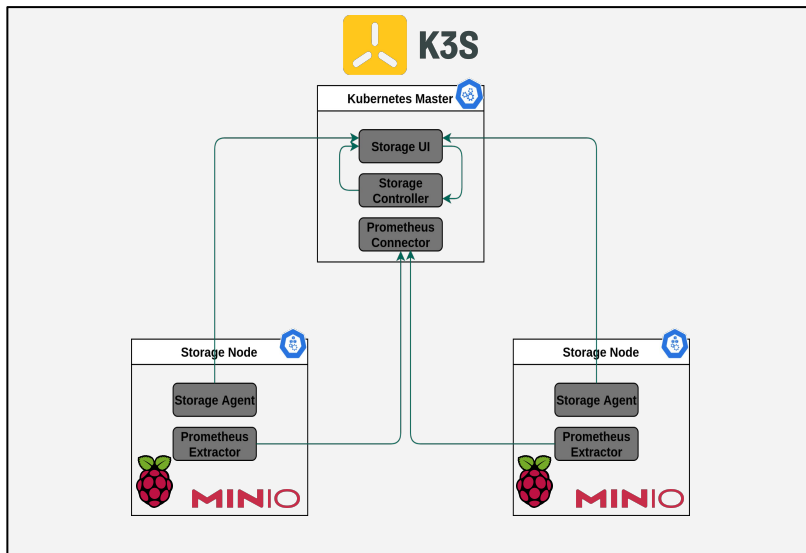 K3S
Kubernetes Master
Storage UI
Storage
Controller
Prometheus
Connector
Storage Node
Storage Agent
Prometheus
Extractor
MINIO
Storage Node
Storage Agent
Prometheus
Extractor
MINIO